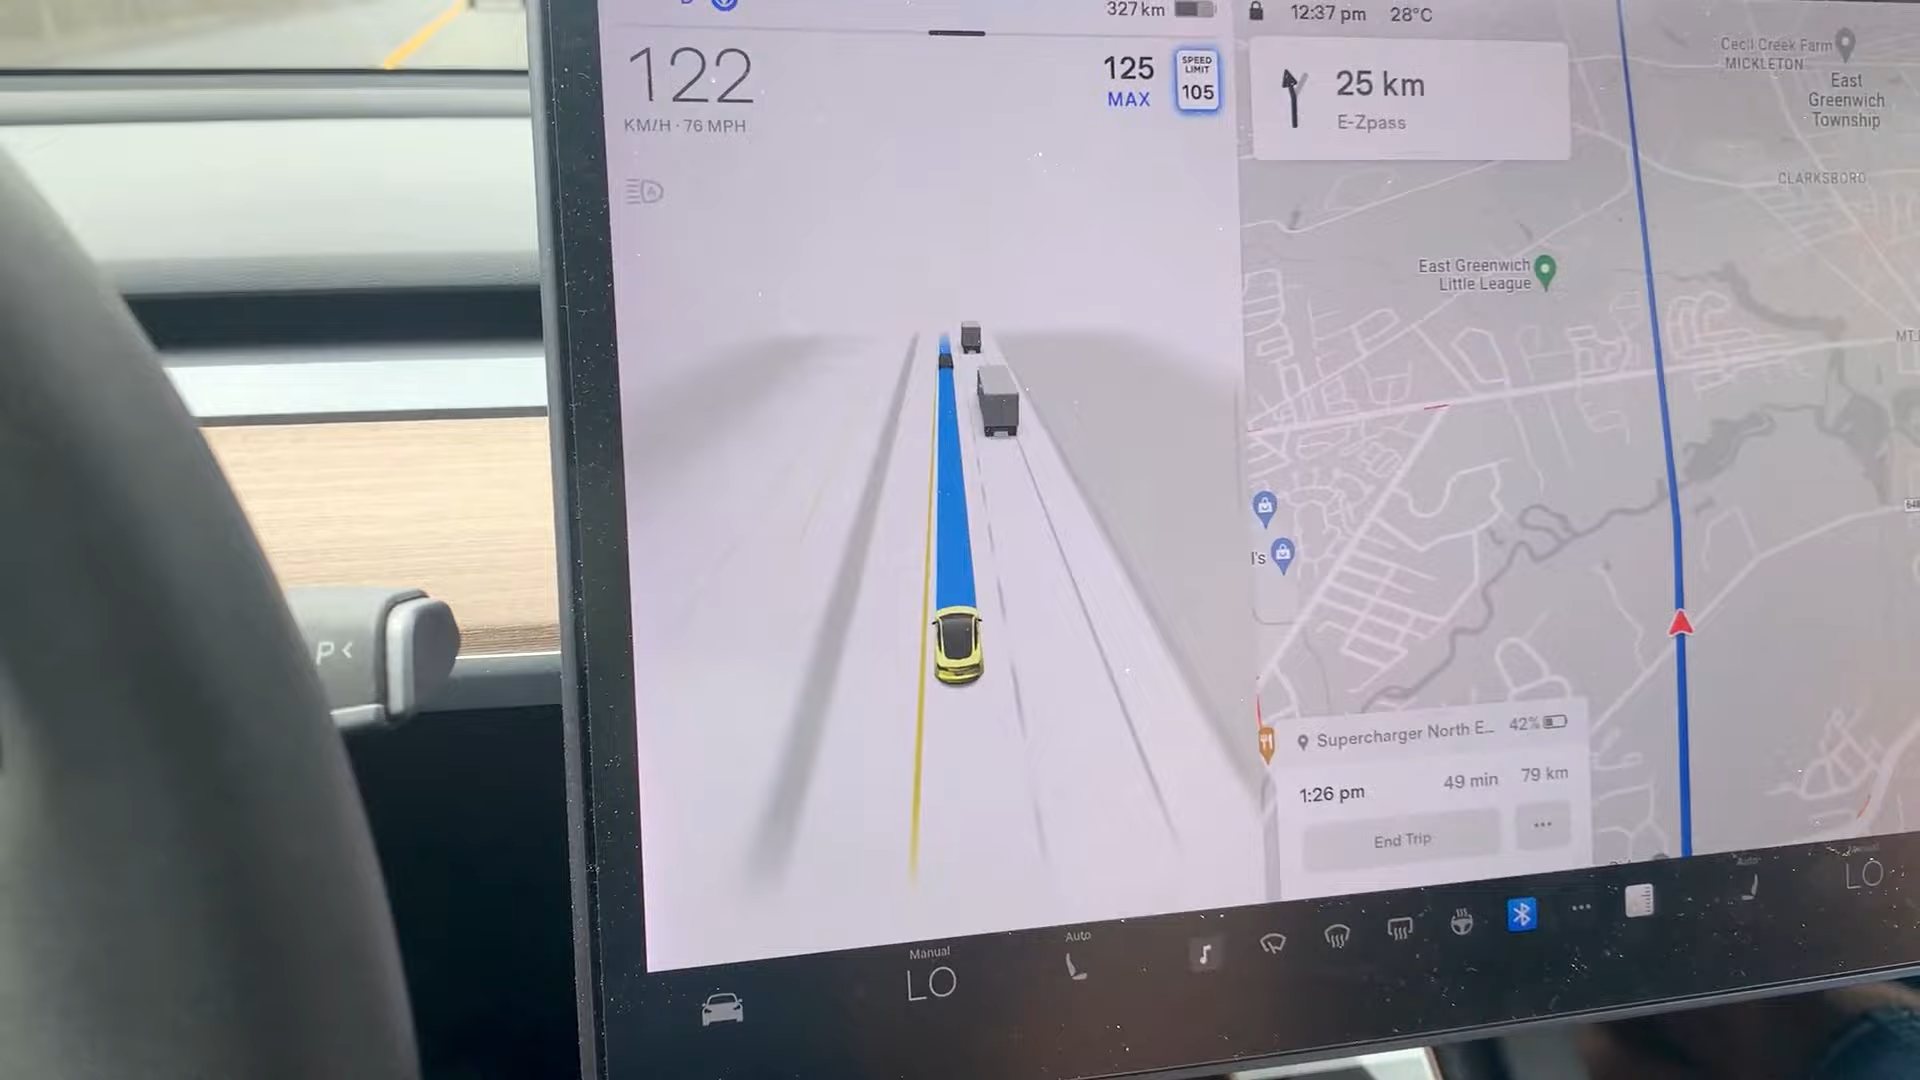 327 km
122
KM/H · 76 MPH
125
MAX
SPEED
LIMIT
105
12:37 pm 28°C
25 km
E-Zpass
Cecil Creek Farm
MICKLETON
East
Greenwich
Township
CLARKSBORO
East Greenwich
Little League
MT.
l's
Supercharger North E... 42%
1:26 pm 49 min 79 km
End Trip
P
Manual
LO
Auto
Auto
LO